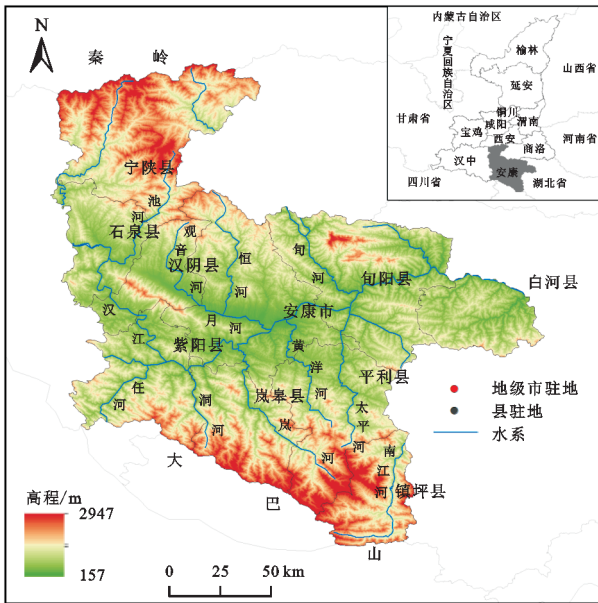 N
秦岭
宁陕县
池河
石泉县
观音河
汉阴县
恒河
旬河
旬阳县
白河县
安康市
月河
汉江
紫阳县
黄洋河
平利县
任河
洞河
岚皋县
岚河
太平河
南江河
镇坪县
大巴山
内蒙古自治区
宁夏回族自治区
榆林
山西省
延安
甘肃省
铜川
咸阳
渭南
宝鸡
西安
河南省
商洛
汉中
安康
四川省
湖北省
地级市驻地
县驻地
水系
高程/m
2947
157
0 25 50 km